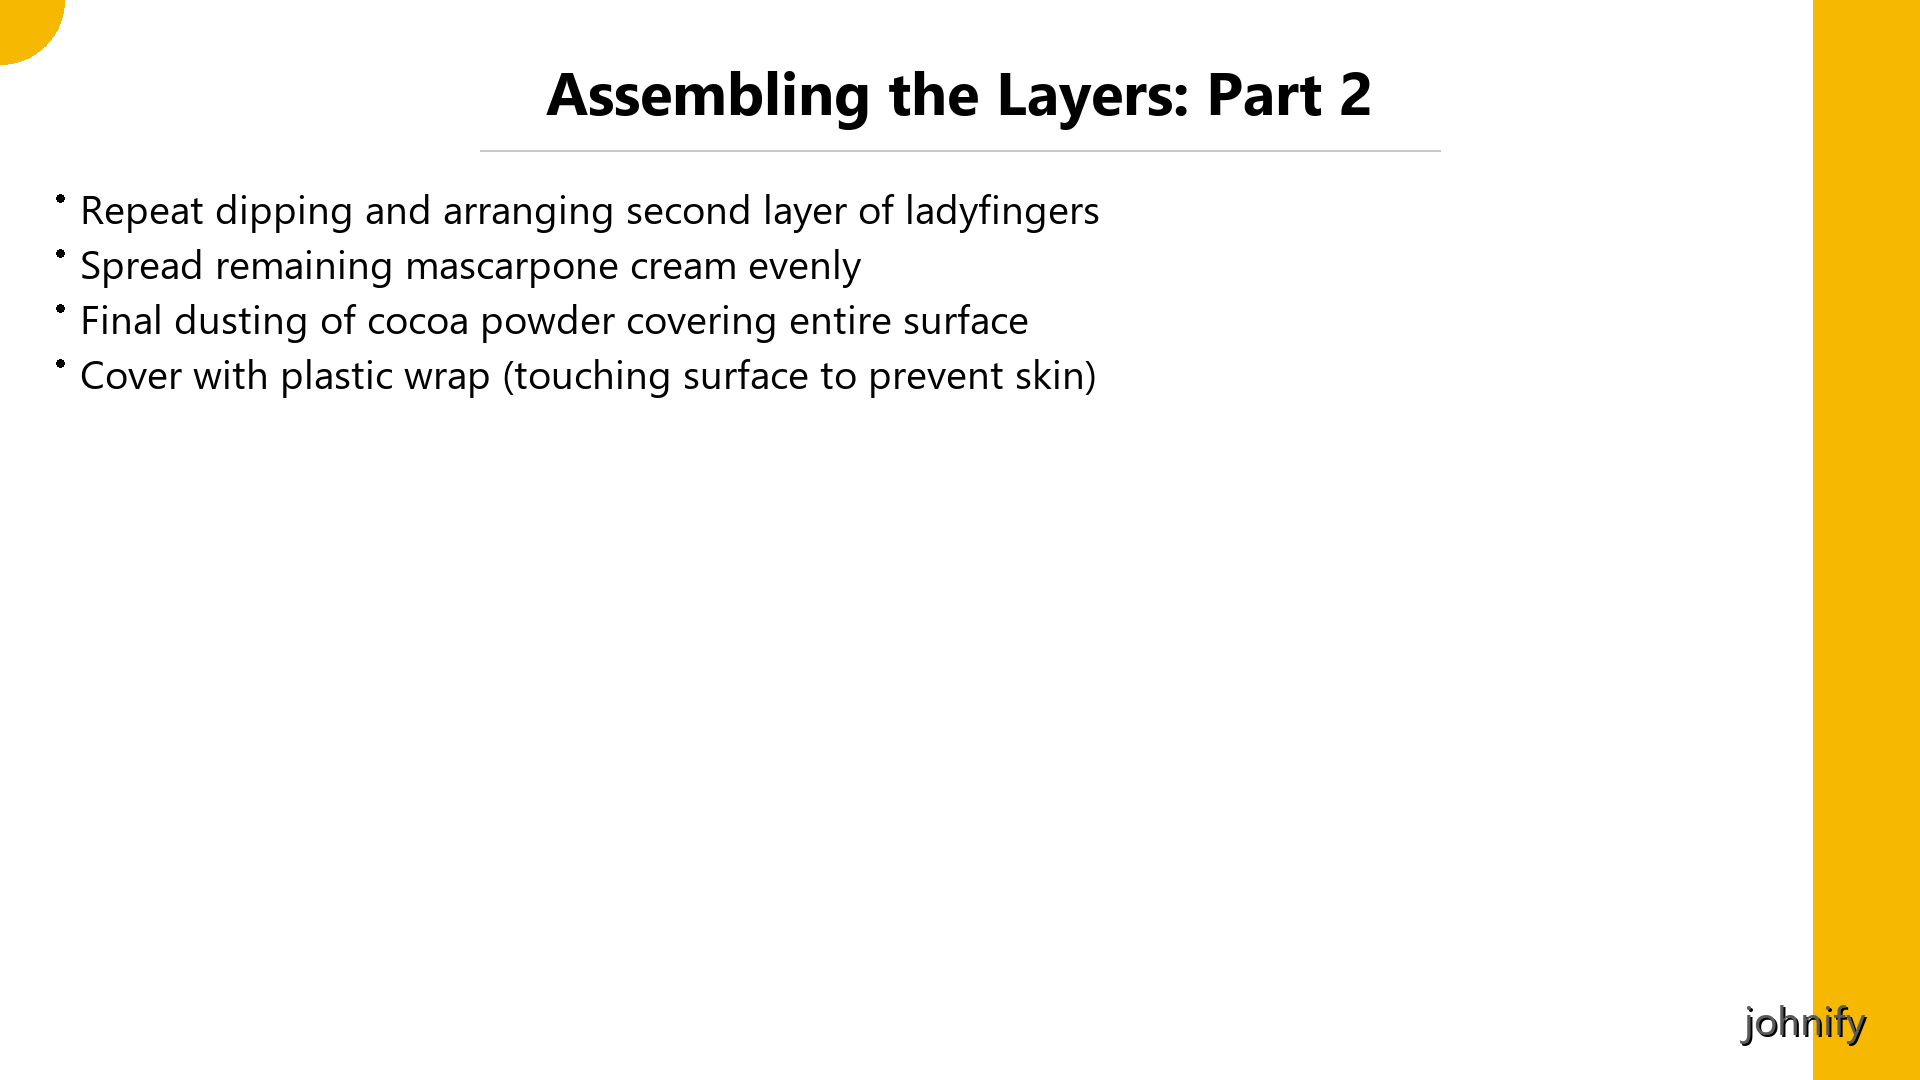 Assembling the Layers: Part 2
• Repeat dipping and arranging second layer of ladyfingers
• Spread remaining mascarpone cream evenly
• Final dusting of cocoa powder covering entire surface
• Cover with plastic wrap (touching surface to prevent skin)
johnify